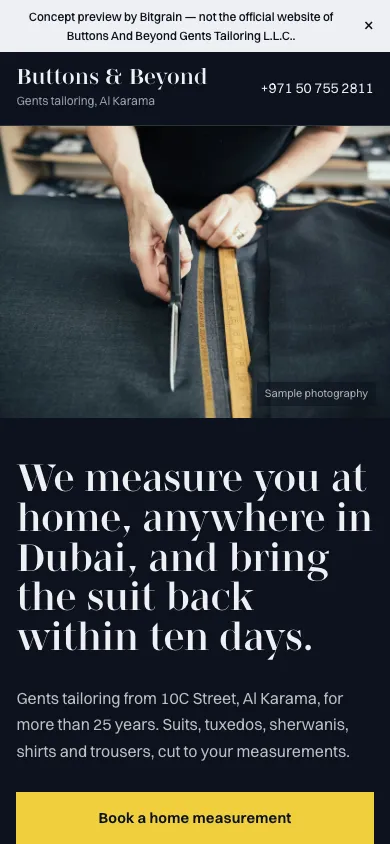 Concept preview by Bitgrain — not the official website of
Buttons And Beyond Gents Tailoring L.L.C..
×
Buttons & Beyond
Gents tailoring, Al Karama
+971 50 755 2811
Sample photography
We measure you at
home, anywhere in
Dubai, and bring
the suit back
within ten days.
Gents tailoring from 10C Street, Al Karama, for
more than 25 years. Suits, tuxedos, sherwanis,
shirts and trousers, cut to your measurements.
Book a home measurement